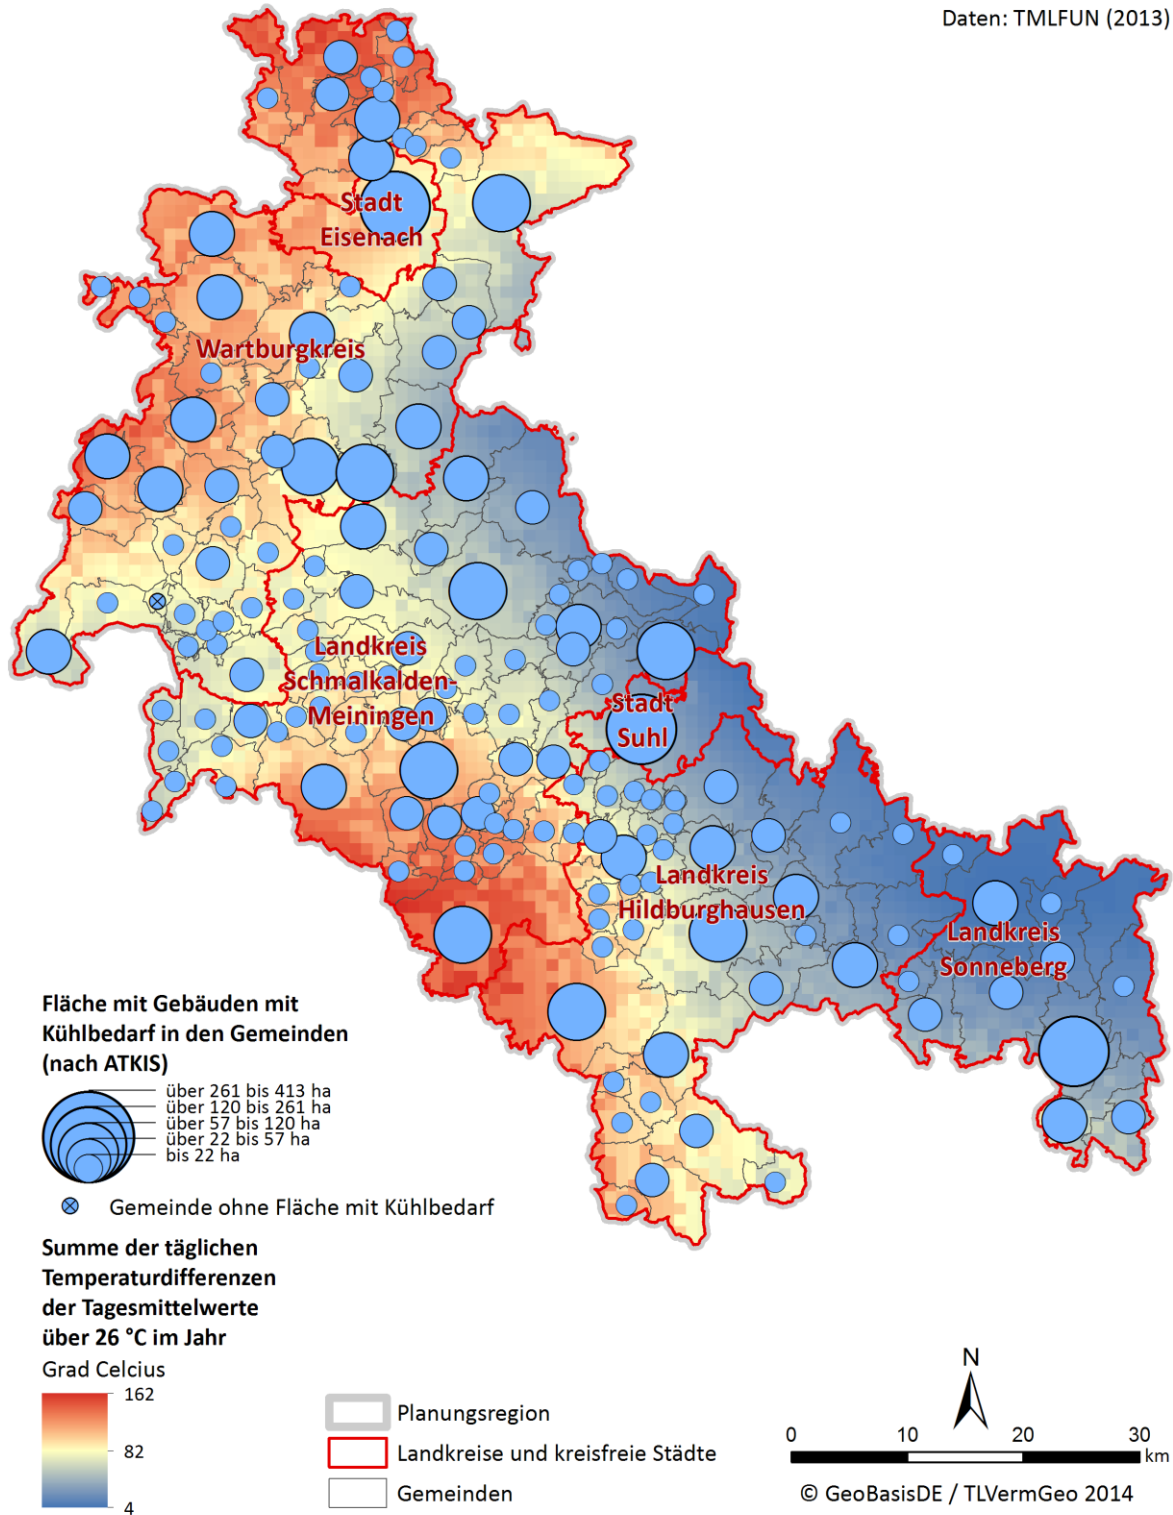 Daten: TMLFUN (2013)
Stadt
Eisenach
Wartburgkreis
Landkreis
Schmalkalden-
Meiningen
Stadt
Suhl
Landkreis
Hildburghausen
Landkreis
Sonneberg
Fläche mit Gebäuden mit
Kühlbedarf in den Gemeinden
(nach ATKIS)
über 261 bis 413 ha
über 120 bis 261 ha
über 57 bis 120 ha
über 22 bis 57 ha
bis 22 ha
Gemeinde ohne Fläche mit Kühlbedarf
Summe der täglichen
Temperaturdifferenzen
der Tagesmittelwerte
über 26 °C im Jahr
Grad Celcius
162
82
4
Planungsregion
Landkreise und kreisfreie Städte
Gemeinden
N
0 10 20 30
km
© GeoBasisDE / TLVermGeo 2014